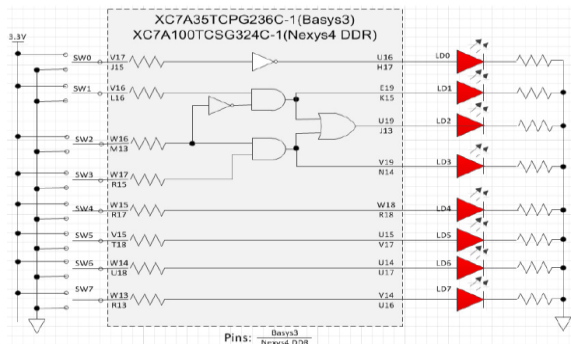 XC7A35TCPG236C-1(Basys3)
XC7A100TCSG324C-1(Nexys4 DDR)
3.3V
SW0 V17 U16 LD0
J15 H17
SW1 V16 E19 LD1
L16 K15
U19 LD2
J13
SW2 W16
M13
V19 LD3
N14
SW3 W17
R15
SW4 W15 W18 LD4
R17 R18
SW5 V15 U15 LD5
T18 V17
SW6 W14 U14 LD6
U18 U17
SW7 W13 V14 LD7
R13 U16
Pins: Basys3
Nexys4 DDR